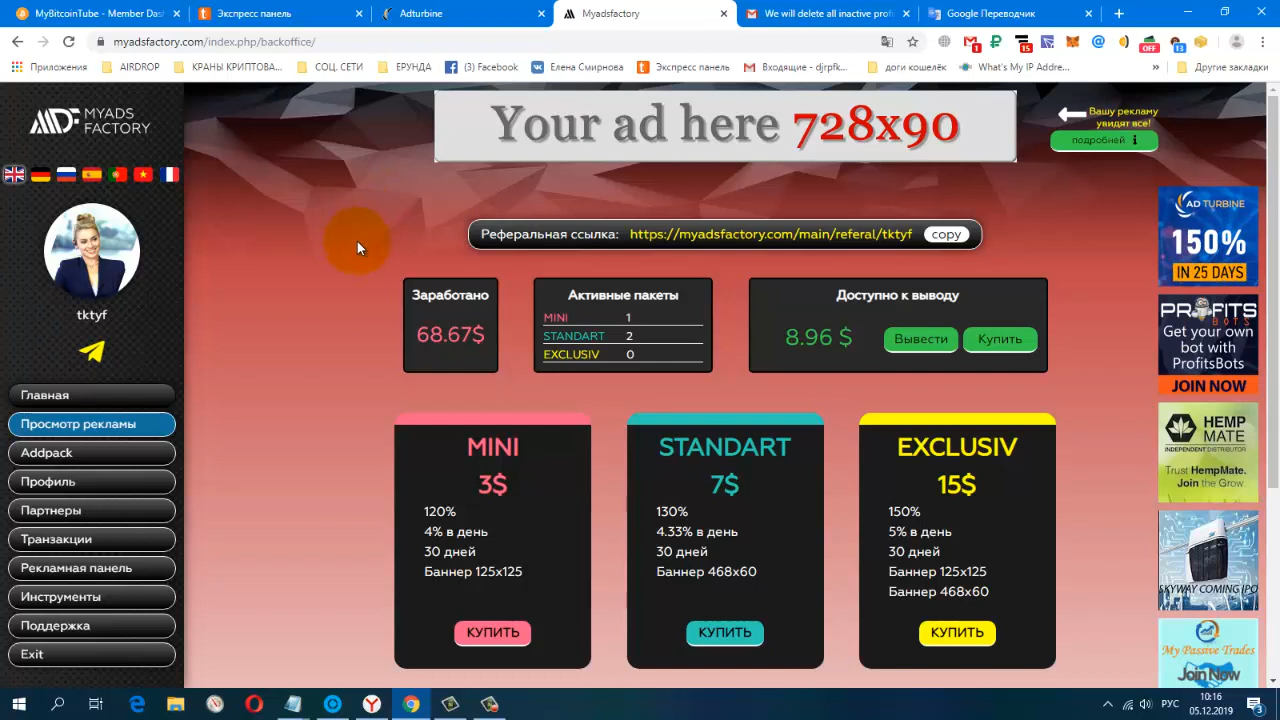 MyBitcoinTube - Member Dash
Экспресс панель
Adturbine
Myadsfactory
We will delete all inactive profi
Google Переводчик
myadsfactory.com/index.php/backoffice/
1
15
OFF
13
Приложения
AIRDROP
КРАНЫ КРИПТОВА...
СОЦ. СЕТИ
ЕРУНДА
Facebook
Елена Смирнова
Экспресс панель
Входящие - djrpfk...
доги кошелёк
What's My IP Addre...
»
Другие закладки
MYADS
FACTORY
tktyf
Главная
Просмотр рекламы
Addpack
Профиль
Партнеры
Транзакции
Рекламная панель
Инструменты
Поддержка
Exit
Your ad here 728x90
Вашу рекламу
увидят все!
подробней
Реферальная ссылка: https://myadsfactory.com/main/referal/tktyf copy
Заработано
68.67$
Активные пакеты
MINI 1
STANDART 2
EXCLUSIV 0
Доступно к выводу
8.96 $ Вывести Купить
MINI
3$
120%
4% в день
30 дней
Баннер 125x125
КУПИТЬ
STANDART
7$
130%
4.33% в день
30 дней
Баннер 468x60
КУПИТЬ
EXCLUSIV
15$
150%
5% в день
30 дней
Баннер 125x125
Баннер 468x60
КУПИТЬ
AD TURBINE
150%
IN 25 DAYS
PROFITS
BOTS
Get your own
bot with
ProfitsBots
JOIN NOW
HEMP
MATE
INDEPENDENT DISTRIBUTOR
Trust HempMate.
Join the Grow.
SKYWAY COMING IPO
My Passive Trades
Join Now
РУС
10:16
05.12.2019
3